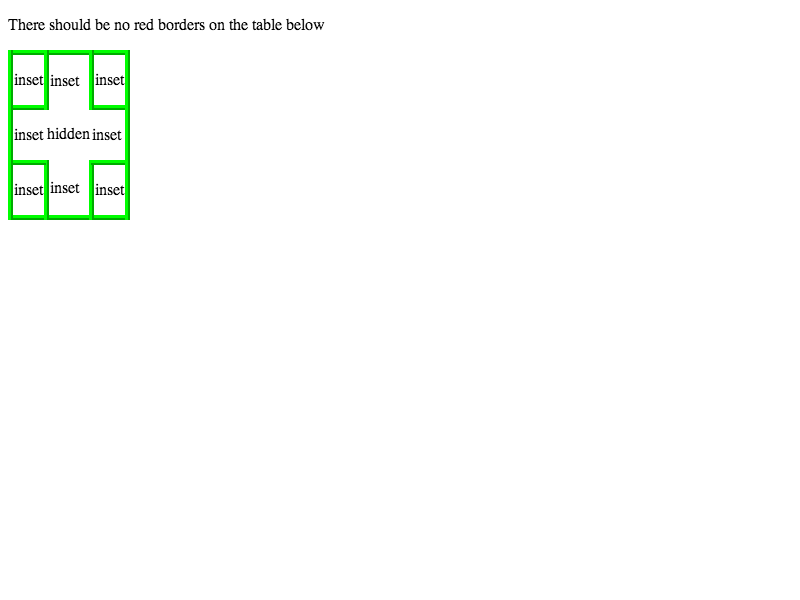 There should be no red borders on the table below
inset inset inset
inset hidden inset
inset inset inset